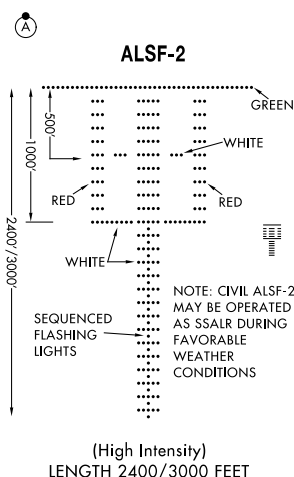 A
ALSF-2
GREEN
500'
WHITE
1000'
RED
RED
2400'/3000'
WHITE
SEQUENCED
FLASHING
LIGHTS
NOTE: CIVIL ALSF-2
MAY BE OPERATED
AS SSALR DURING
FAVORABLE
WEATHER
CONDITIONS
(High Intensity)
LENGTH 2400/3000 FEET